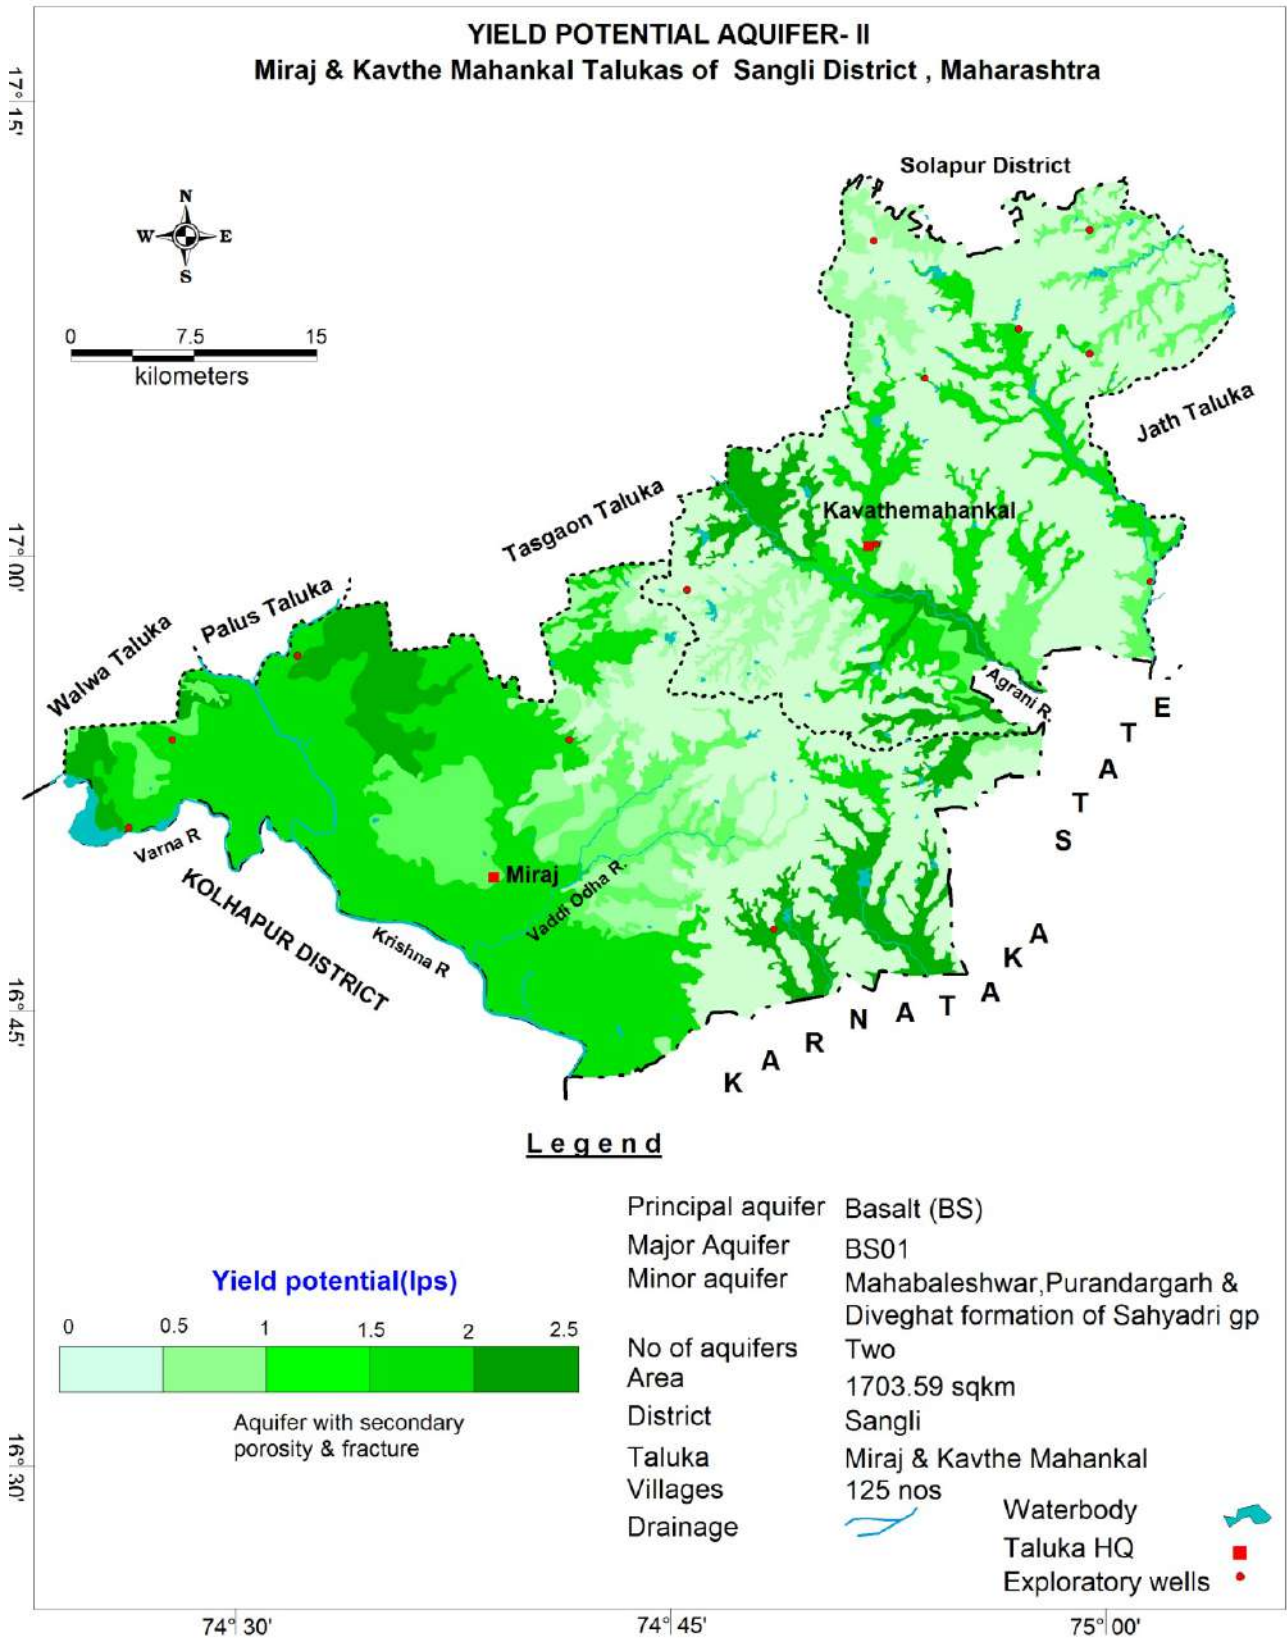 YIELD POTENTIAL AQUIFER- II
Miraj & Kavthe Mahankal Talukas of Sangli District , Maharashtra
17° 15'
Solapur District
N
W E
S
0 7.5 15
kilometers
Jath Taluka
Tasgaon Taluka
Kavathemahankal
17° 00'
Palus Taluka
Walwa Taluka
Agrani R.
Varna R
KOLHAPUR DISTRICT
Miraj
Vaddi Odha R.
Krishna R
16° 45'
KARNATAKA STATE
Legend
Principal aquifer Basalt (BS)
Major Aquifer BS01
Minor aquifer Mahabaleshwar,Purandargarh &
Diveghat formation of Sahyadri gp
No of aquifers Two
Area 1703.59 sqkm
District Sangli
Taluka Miraj & Kavthe Mahankal
Villages 125 nos
Drainage
Waterbody
Taluka HQ
Exploratory wells
Yield potential(lps)
0 0.5 1 1.5 2 2.5
Aquifer with secondary
porosity & fracture
16° 30'
74° 30' 74° 45' 75° 00'